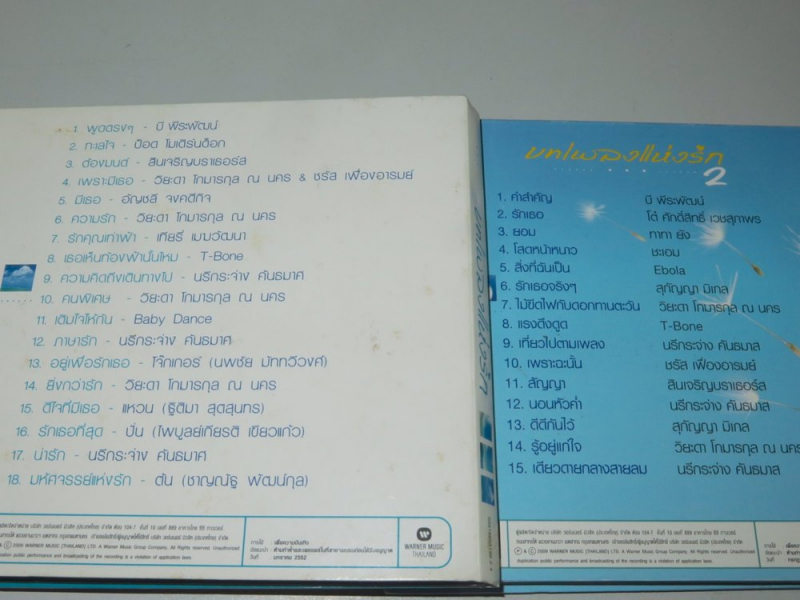 1. พูดตรงๆ - บี พีระพัฒน์
2. ทะลใจ - ป๊อด โมเดิร์นด็อก
3. ต้องมนต์ - สินเจริญบราเธอร์ส
4. เพราะมีเธอ - วิยะดา โกมารกุล ณ นคร & ชรัส เฟื่องอารมย์
5. มีเธอ - อัญชลี จงคดีกิจ
6. ความรัก - วิยะดา โกมารกุล ณ นคร
7. รักคุณเท่าฟ้า - เทียรี่ เมฆวัฒนา
8. เธอเห็นท้องฟ้านั่นไหม - T-Bone
9. ความคิดถึงเดินทางไป - นรีกระจ่าง คันธมาศ
10. คนพิเศษ - วิยะดา โกมารกุล ณ นคร
11. เติมใจให้กัน - Baby Dance
12. ภาษารัก - นรีกระจ่าง คันธมาศ
13. อยู่เพื่อรักเธอ - โจ๊กเกอร์ (นพชัย มัททวีวงศ์)
14. ยิ่งกว่ารัก - วิยะดา โกมารกุล ณ นคร
15. ดีใจที่มีเธอ - แหวน (ฐิติมา สุตสุนทร)
16. รักเธอที่สุด - ปั่น (ไพบูลย์เกียรติ เขียวแก้ว)
17. น่ารัก - นรีกระจ่าง คันธมาศ
18. มหัศจรรย์แห่งรัก - ตัน (ชาญณัฐ พัฒน์กุล)
WARNER MUSIC
THAILAND
บทเพลงแห่งรัก
บทเพลงแห่งรัก
2
1. คำสำคัญ บี พีระพัฒน์
2. รักเธอ โต๋ ศักดิ์สิทธิ์ เวชสุภาพร
3. ยอม ทาทา ยัง
4. โสดหน้าหนาว ชะเอม
5. สิ่งที่ฉันเป็น Ebola
6. รักเธอจริงๆ สุกัญญา มิเกล
7. ไม้ขีดไฟกับดอกทานตะวัน วิยะดา โกมารกุล ณ นคร
8. แรงดึงดูด T-Bone
9. เที่ยวไปตามเพลง นรีกระจ่าง คันธมาส
10. เพราะฉะนั้น ชรัส เฟื่องอารมย์
11. สัญญา สินเจริญบราเธอร์ส
12. นอนหัวค่ำ นรีกระจ่าง คันธมาส
13. ดีดีกันไว้ สุกัญญา มิเกล
14. รู้อยู่แก่ใจ วิยะดา โกมารกุล ณ นคร
15. เดียวดายกลางสายลม นรีกระจ่าง คันธมาส